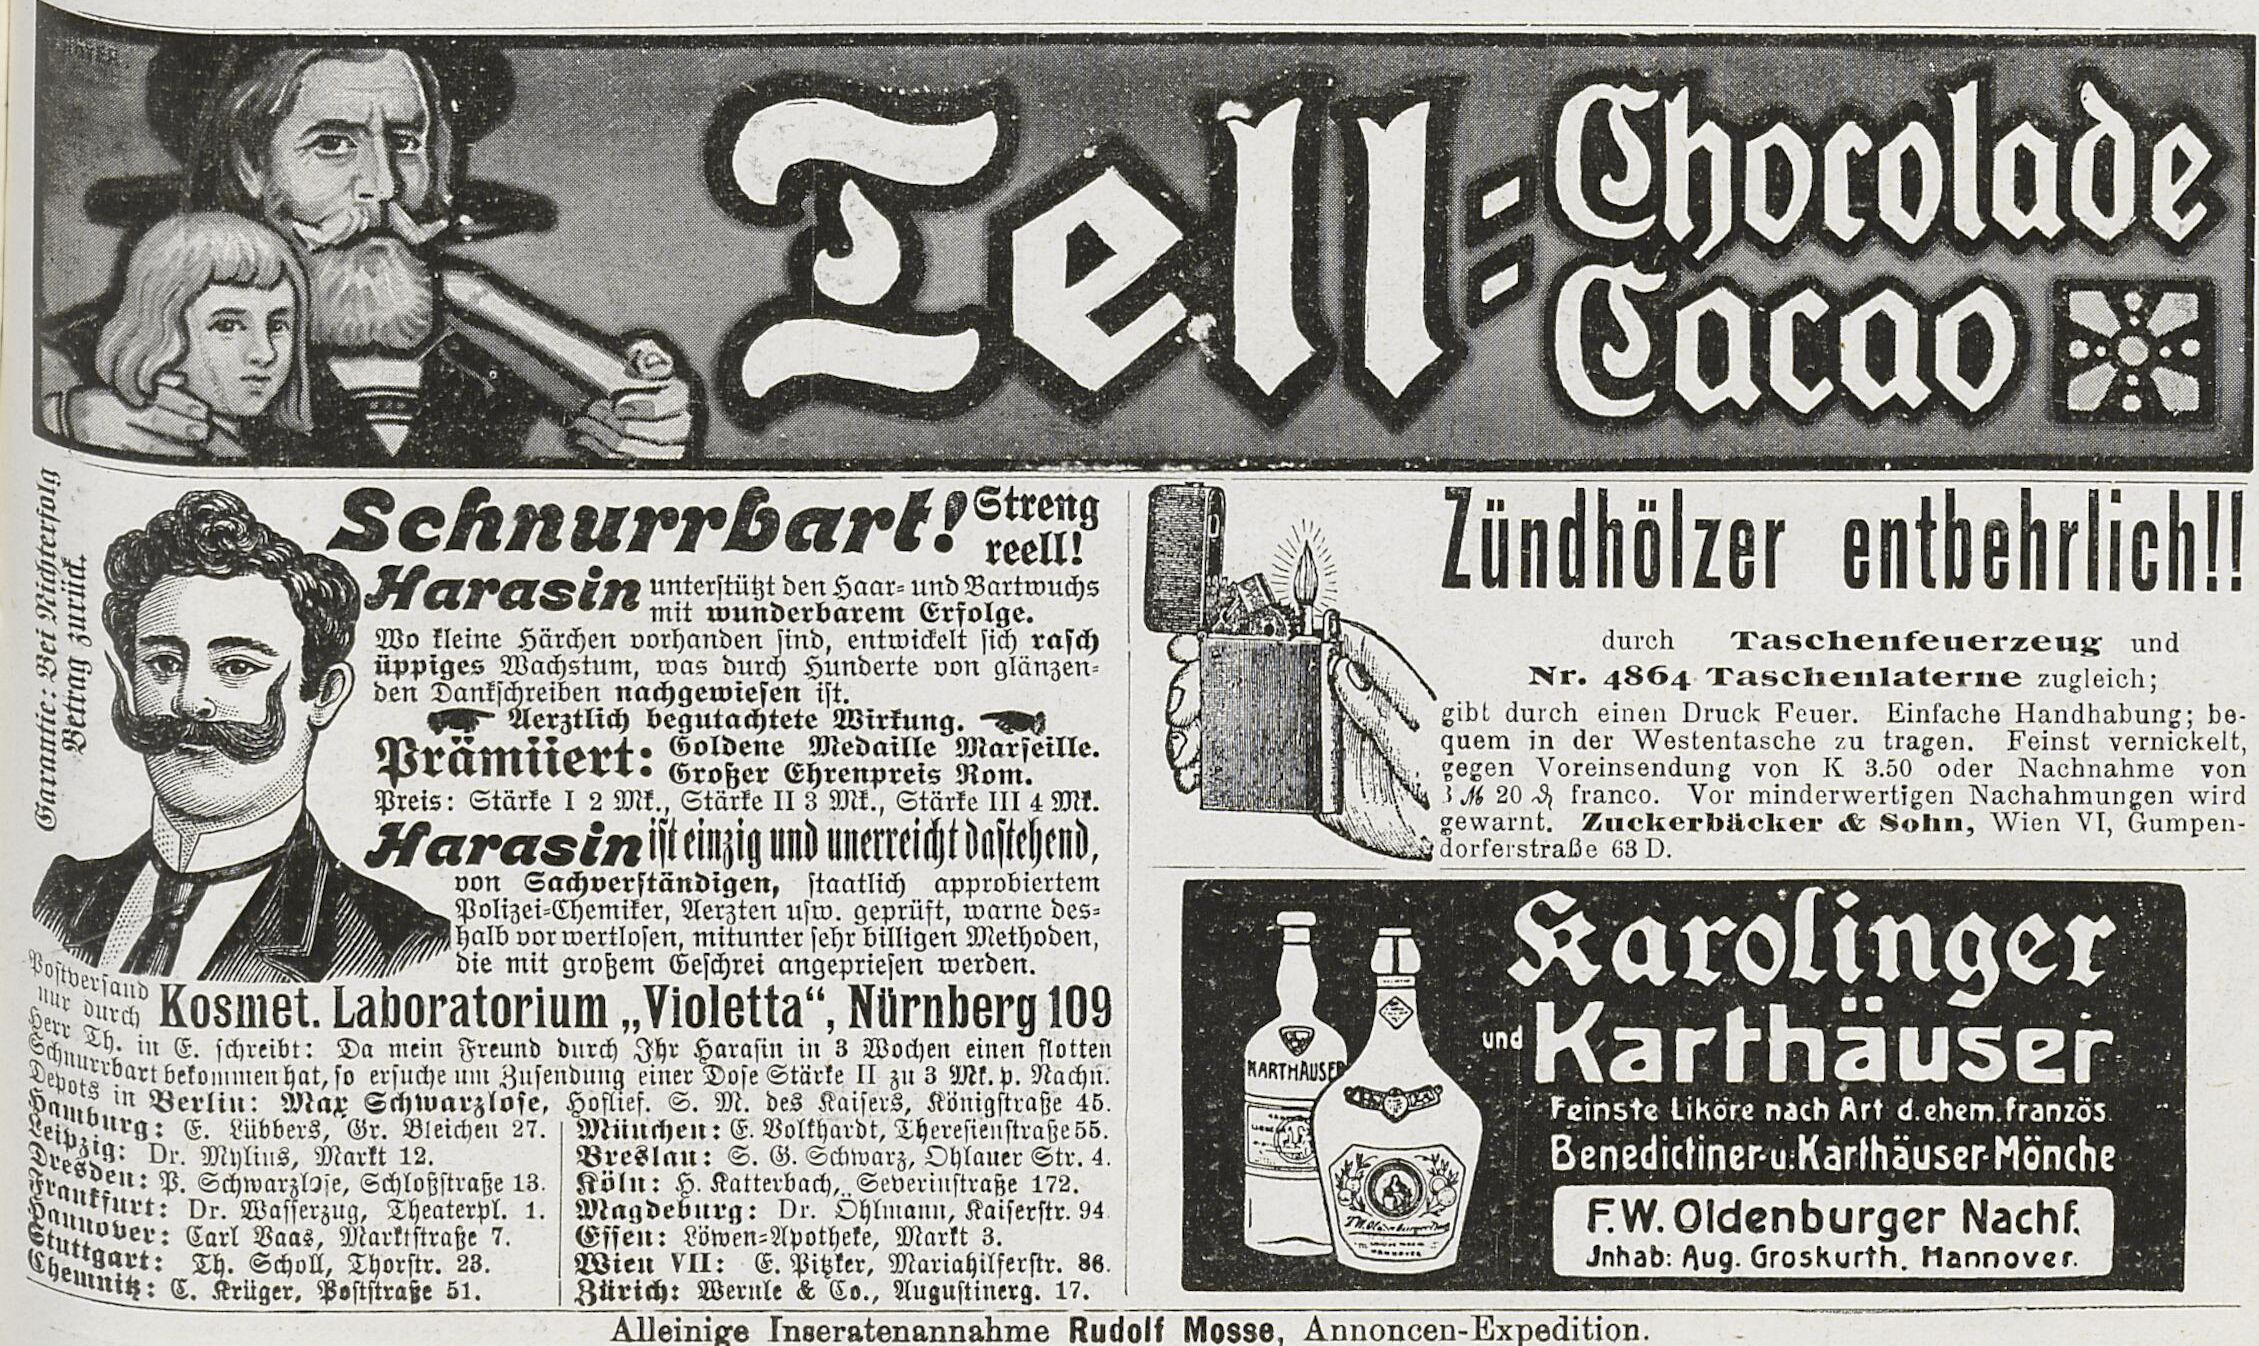 Tell=
Chocolade
Cacao
Garantie: Bei Nichterfolg
Betrag zurück.
Schnurrbart! Streng
reell!
Harasin unterstützt den Haar= und Bartwuchs
mit wunderbarem Erfolge.
Wo kleine Härchen vorhanden sind, entwickelt sich rasch
üppiges Wachstum, was durch Hunderte von glänzen=
den Dankschreiben nachgewiesen ist.
Aerztlich begutachtete Wirkung.
Prämiiert: Goldene Medaille Marseille.
Großer Ehrenpreis Rom.
Preis: Stärke I 2 Mk., Stärke II 3 Mk., Stärke III 4 Mk.
Harasin ist einzig und unerreicht dastehend,
von Sachverständigen, staatlich approbiertem
Polizei=Chemiker, Aerzten usw. geprüft, warne des=
halb vor wertlosen, mitunter sehr billigen Methoden,
die mit großem Geschrei angepriesen werden.
Postversand
nur durch Kosmet. Laboratorium „Violetta“, Nürnberg 109
Herr Th. in E. schreibt: Da mein Freund durch Ihr Harasin in 3 Wochen einen flotten
Schnurrbart bekommen hat, so ersuche um Zusendung einer Dose Stärke II zu 3 Mk. p. Nachn.
Depots in Berlin: Max Schwarzlose, Hoflief. S. M. des Kaisers, Königstraße 45.
Hamburg: E. Lübbers, Gr. Bleichen 27.
Leipzig: Dr. Mylius, Markt 12.
Dresden: P. Schwarzlose, Schloßstraße 13.
Frankfurt: Dr. Wasserzug, Theaterpl. 1.
Hannover: Carl Vaas, Marktstraße 7.
Stuttgart: Th. Scholl, Thorstr. 23.
Chemnitz: C. Krüger, Poststraße 51.
München: E. Volkhardt, Theresienstraße 55.
Breslau: S. G. Schwarz, Ohlauer Str. 4.
Köln: H. Katterbach, Severinstraße 172.
Magdeburg: Dr. Ohlmann, Kaiserstr. 94
Essen: Löwen=Apotheke, Markt 3.
Wien VII: E. Pitzker, Mariahilferstr. 86.
Zürich: Wernle & Co., Augustinerg. 17.
Zündhölzer entbehrlich!!
durch Taschenfeuerzeug und
Nr. 4864 Taschenlaterne zugleich;
gibt durch einen Druck Feuer. Einfache Handhabung; be-
quem in der Westentasche zu tragen. Feinst vernickelt,
gegen Voreinsendung von K 3.50 oder Nachnahme von
3 ℳ 20 ₰ franco. Vor minderwertigen Nachahmungen wird
gewarnt. Zuckerbäcker & Sohn, Wien VI, Gumpen-
dorferstraße 63 D.
KARTHÄUSER
Karolinger
und Karthäuser
Feinste Liköre nach Art d. ehem. französ.
Benedictiner- u. Karthäuser-Mönche
F.W. Oldenburger Nachf.
Jnhab: Aug. Groskurth, Hannover.
Alleinige Inseratenannahme Rudolf Mosse, Annoncen-Expedition.